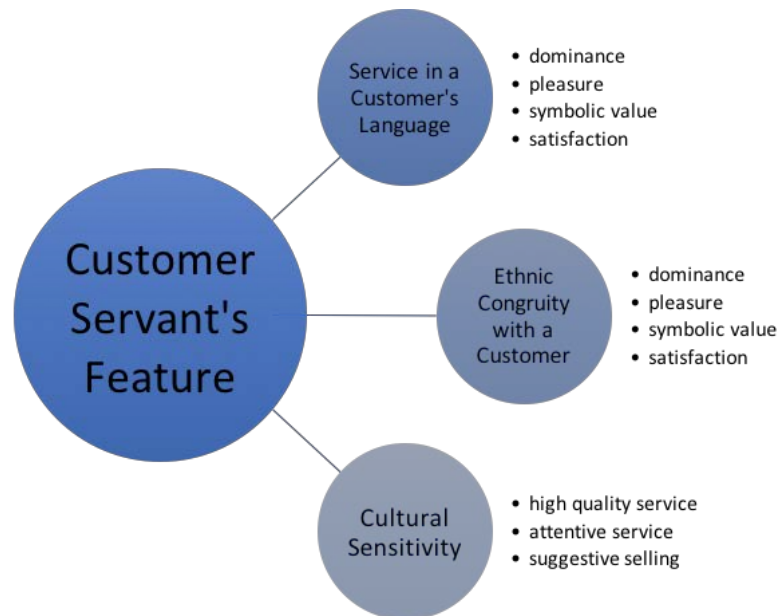 Service in a
Customer's
Language
• dominance
• pleasure
• symbolic value
• satisfaction
Customer
Servant's
Feature
Ethnic
Congruity
with a
Customer
• dominance
• pleasure
• symbolic value
• satisfaction
Cultural
Sensitivity
• high quality service
• attentive service
• suggestive selling